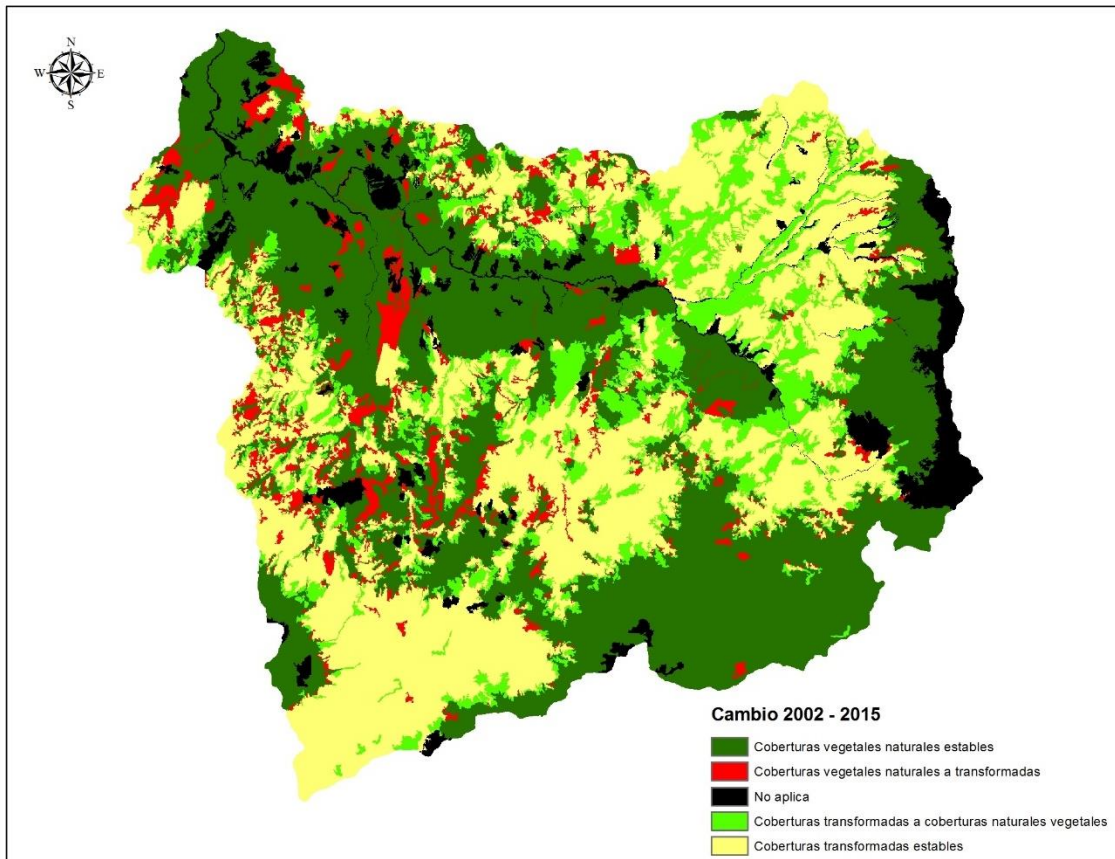 N
W E
S
Cambio 2002 - 2015
Coberturas vegetales naturales estables
Coberturas vegetales naturales a transformadas
No aplica
Coberturas transformadas a coberturas naturales vegetales
Coberturas transformadas estables